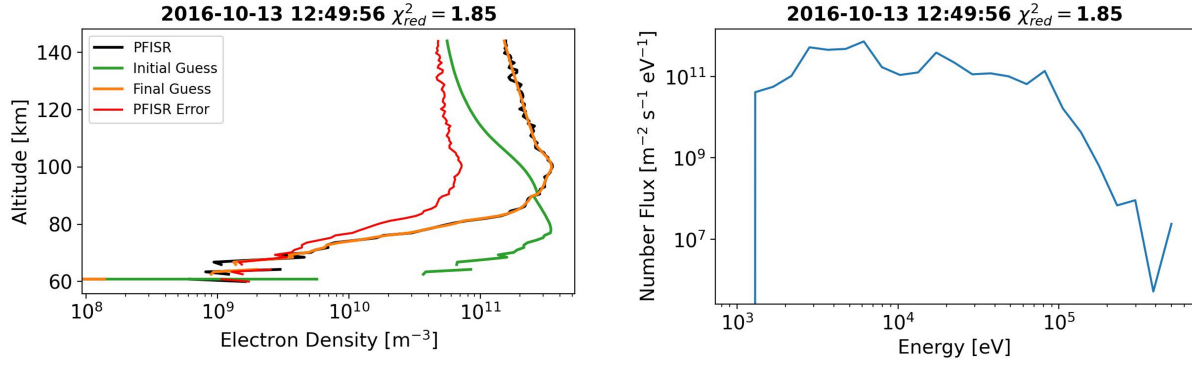 2016-10-13 12:49:56 χ²red = 1.85
140
120
100
80
60
Altitude [km]
PFISR
Initial Guess
Final Guess
PFISR Error
10⁸
10⁹
10¹⁰
10¹¹
Electron Density [m⁻³]
2016-10-13 12:49:56 χ²red = 1.85
10¹¹
10⁹
10⁷
Number Flux [m⁻² s⁻¹ eV⁻¹]
10³
10⁴
10⁵
Energy [eV]